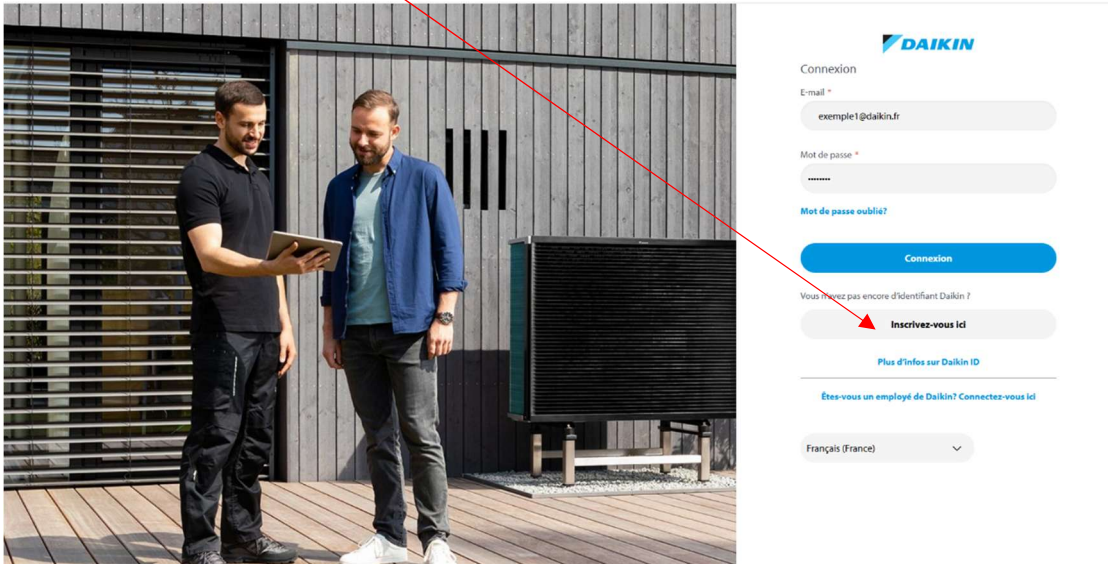 DAIKIN
Connexion
E-mail *
exemple1@daikin.fr
Mot de passe *
••••••••
Mot de passe oublié?
Connexion
Vous n'avez pas encore d'identifiant Daikin ?
Inscrivez-vous ici
Plus d'infos sur Daikin ID
Êtes-vous un employé de Daikin? Connectez-vous ici
Français (France)